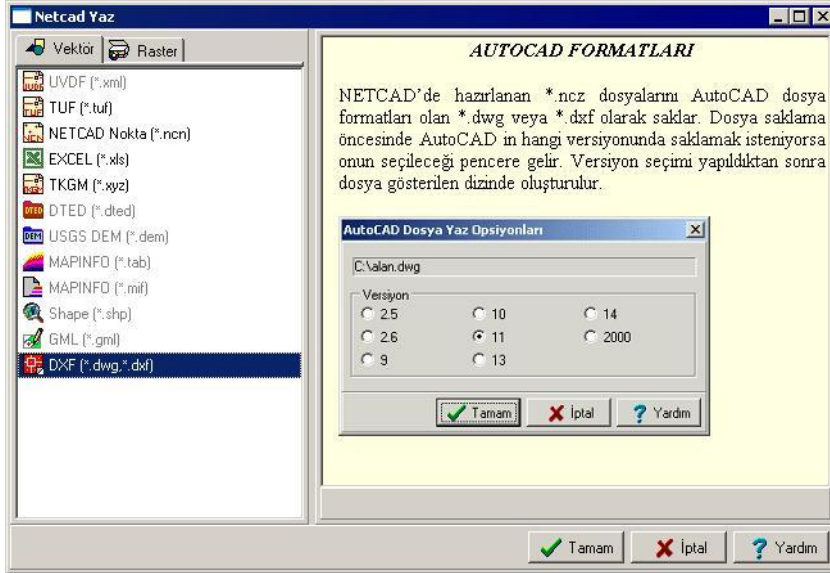 Netcad Yaz
Vektör
Raster
UVDF (*.xml)
TUF (*.tuf)
NETCAD Nokta (*.ncn)
EXCEL (*.xls)
TKGM (*.xyz)
DTED (*.dted)
USGS DEM (*.dem)
MAPINFO (*.tab)
MAPINFO (*.mif)
Shape (*.shp)
GML (*.gml)
DXF (*.dwg,*.dxf)
AUTOCAD FORMATLARI
NETCAD'de hazırlanan *.ncz dosyalarını AutoCAD dosya
formatları olan *.dwg veya *.dxf olarak saklar. Dosya saklama
öncesinde AutoCAD in hangi versiyonunda saklamak isteniyorsa
onun seçileceği pencere gelir. Versiyon seçimi yapıldıktan sonra
dosya gösterilen dizinde oluşturulur.
AutoCAD Dosya Yaz Opsiyonları
C:\alan.dwg
Versiyon
2.5 10 14
2.6 11 2000
9 13
Tamam İptal Yardım
Tamam İptal Yardım